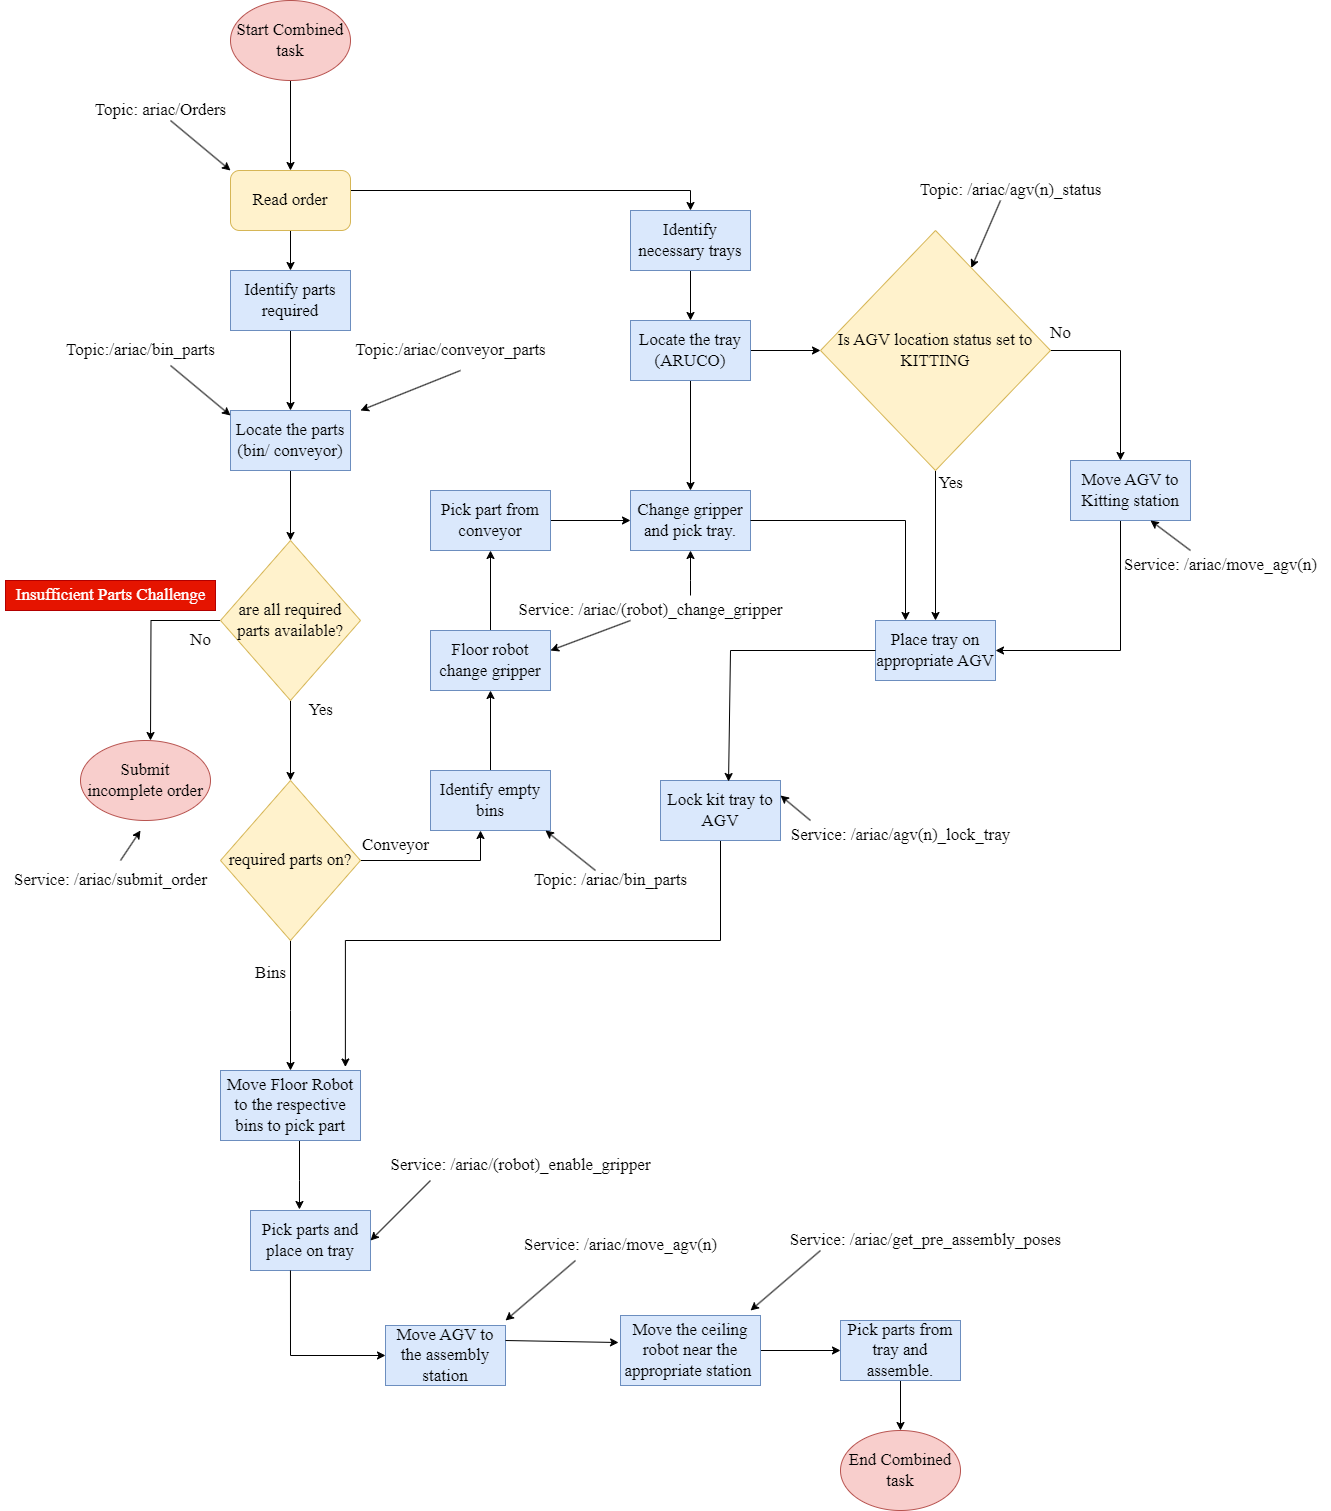 Start Combined
task
Topic: ariac/Orders
Read order
Topic: /ariac/agv(n)_status
Identify
necessary trays
Identify parts
required
Topic:/ariac/bin_parts
Topic:/ariac/conveyor_parts
Locate the tray
(ARUCO)
Is AGV location status set to
KITTING
No
Locate the parts
(bin/ conveyor)
Yes
Move AGV to
Kitting station
Pick part from
conveyor
Change gripper
and pick tray.
Service: /ariac/move_agv(n)
Insufficient Parts Challenge
are all required
parts available?
No
Yes
Service: /ariac/(robot)_change_gripper
Floor robot
change gripper
Place tray on
appropriate AGV
Submit
incomplete order
Identify empty
bins
Lock kit tray to
AGV
Service: /ariac/agv(n)_lock_tray
required parts on?
Conveyor
Service: /ariac/submit_order
Topic: /ariac/bin_parts
Bins
Move Floor Robot
to the respective
bins to pick part
Service: /ariac/(robot)_enable_gripper
Pick parts and
place on tray
Service: /ariac/move_agv(n)
Service: /ariac/get_pre_assembly_poses
Move AGV to
the assembly
station
Move the ceiling
robot near the
appropriate station
Pick parts from
tray and
assemble.
End Combined
task